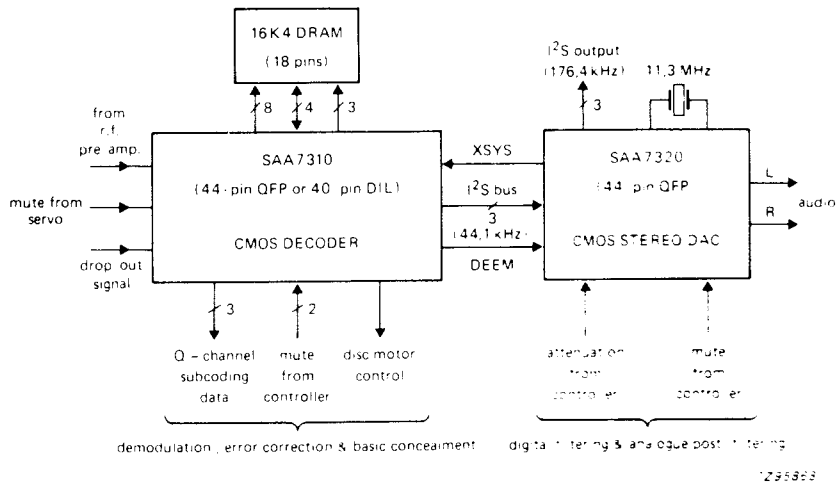 16K4 DRAM
(18 pins)
8
4
3
from
r.f.
pre amp.
mute from
servo
drop out
signal
SAA7310
(44-pin QFP or 40 pin DIL)
CMOS DECODER
XSYS
I²S bus
3
(44,1 kHz)
DEEM
I²S output
(176,4 kHz)
3
11,3 MHz
SAA7320
(44 pin QFP
CMOS STEREO DAC
L
R
audio
3
2
Q-channel
subcoding
data
mute
from
controller
disc motor
control
attenuation
from
controller
mute
from
controller
demodulation, error correction & basic concealment
digital filtering & analogue post filtering
7Z95869